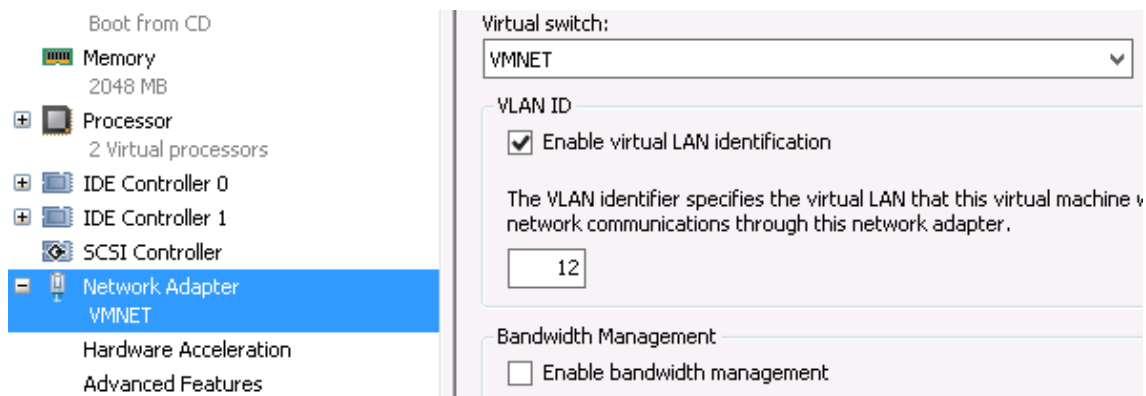 Boot from CD
Memory
2048 MB
Processor
2 Virtual processors
IDE Controller 0
IDE Controller 1
SCSI Controller
Network Adapter
VMNET
Hardware Acceleration
Advanced Features
Virtual switch:
VMNET
VLAN ID
Enable virtual LAN identification
The VLAN identifier specifies the virtual LAN that this virtual machine
network communications through this network adapter.
12
Bandwidth Management
Enable bandwidth management